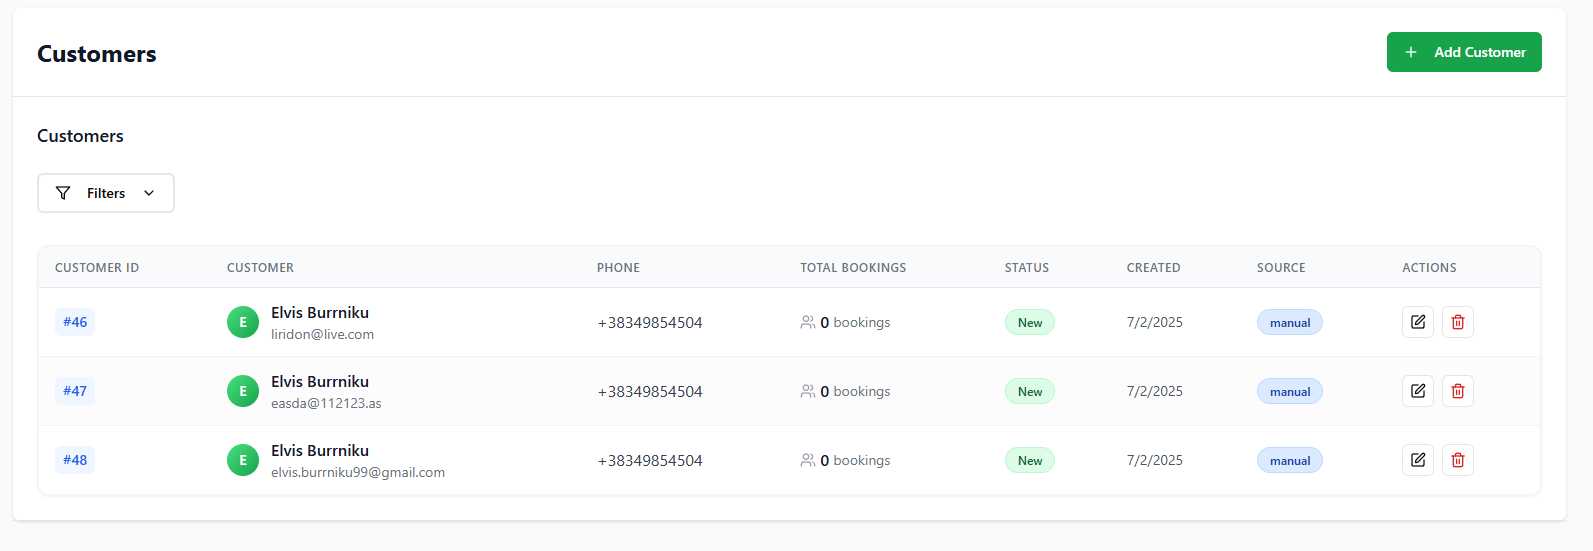 Customers
Add Customer
Customers
Filters
CUSTOMER ID CUSTOMER PHONE TOTAL BOOKINGS STATUS CREATED SOURCE ACTIONS
#46 E Elvis Burrniku +38349854504 0 bookings New 7/2/2025 manual
liridon@live.com
#47 E Elvis Burrniku +38349854504 0 bookings New 7/2/2025 manual
easda@112123.as
#48 E Elvis Burrniku +38349854504 0 bookings New 7/2/2025 manual
elvis.burrniku99@gmail.com